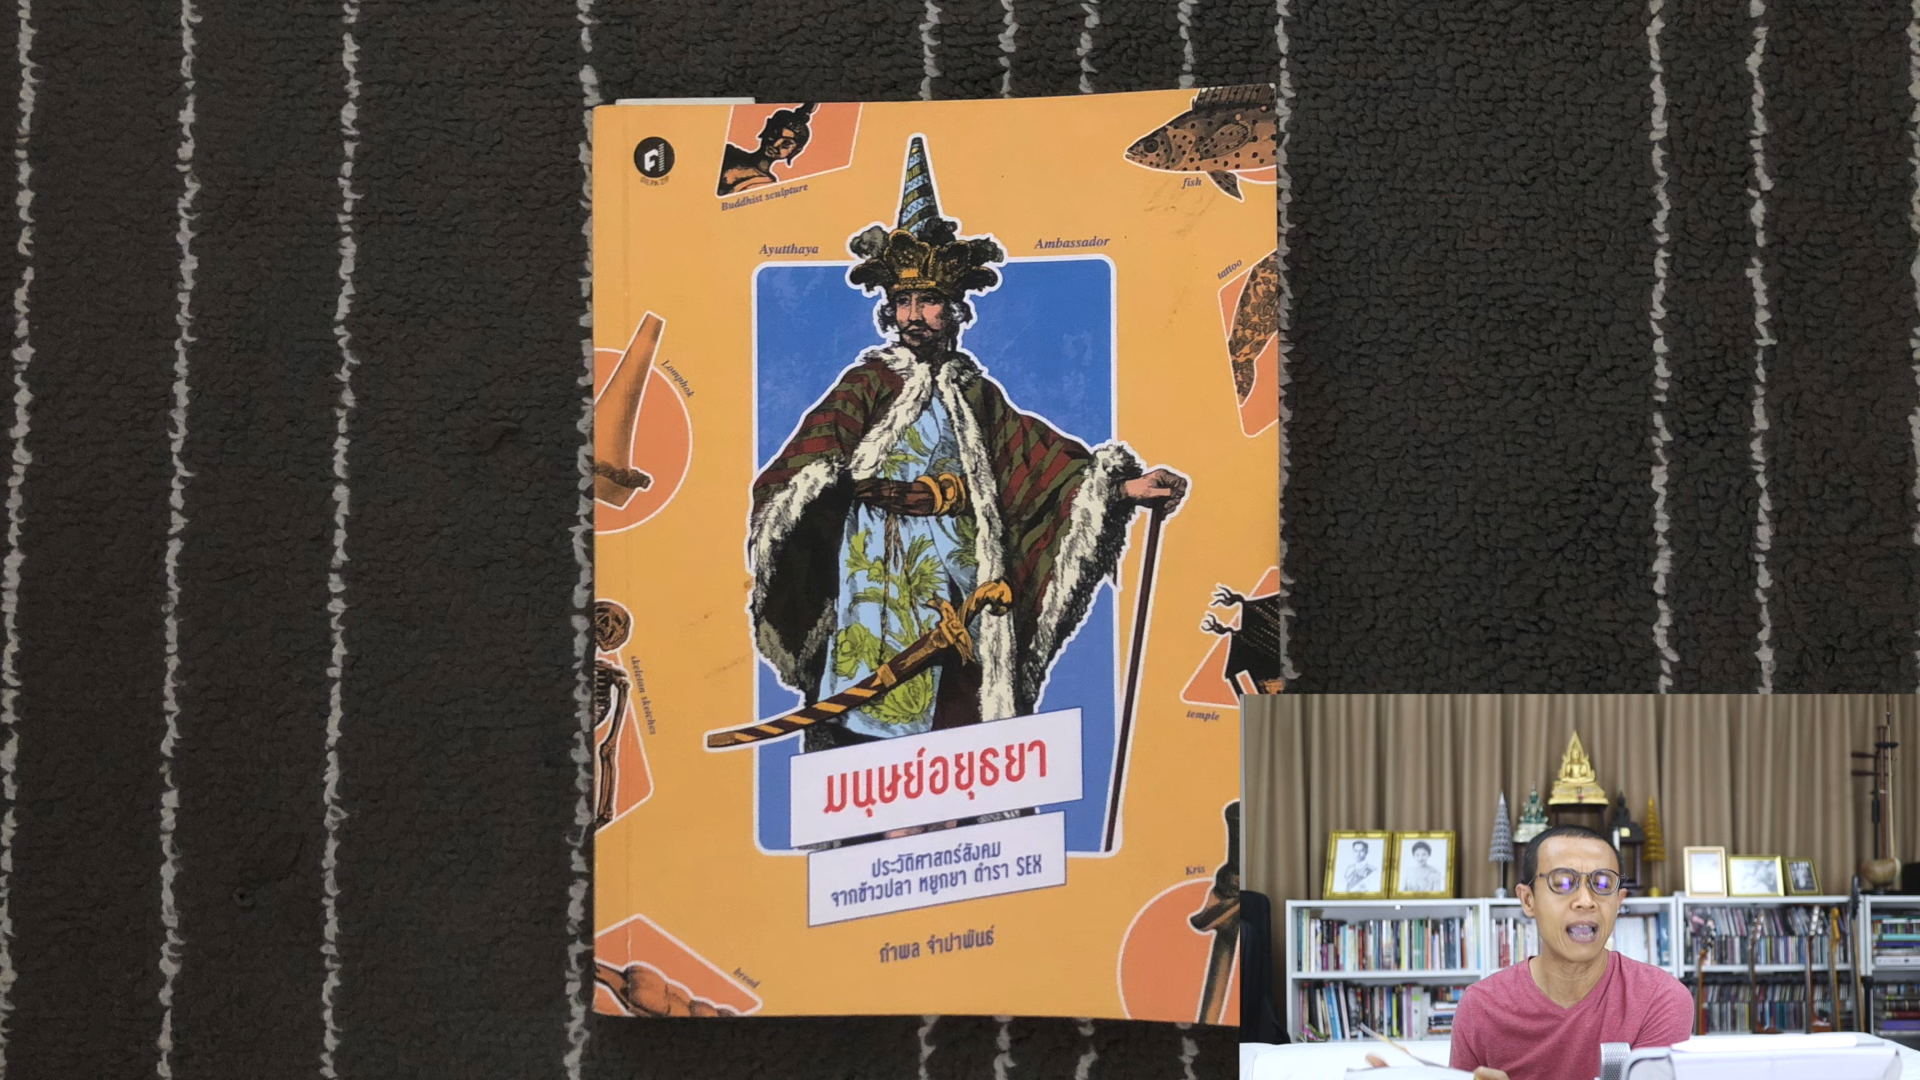 Buddhist sculpture
fish
Ayutthaya
Ambassador
tattoo
Lomphok
skeleton sketches
temple
มนุษย์อยุธยา
ประวัติศาสตร์สังคม
จากข้าวปลา หยูกยา ตำรา SEX
Kris
กำพล จำปาพันธ์
bread